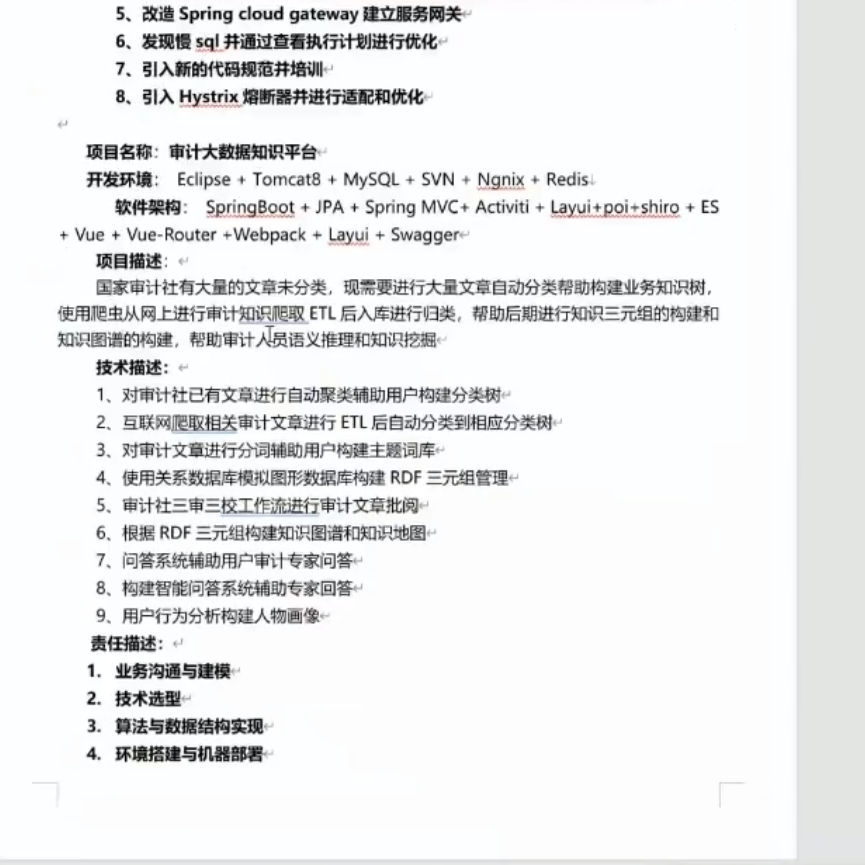 5、改造 Spring cloud gateway 建立服务网关
6、发现慢 sql 并通过查看执行计划进行优化
7、引入新的代码规范并培训
8、引入 Hystrix 熔断器并进行适配和优化
项目名称：审计大数据知识平台
开发环境： Eclipse + Tomcat8 + MySQL + SVN + Ngnix + Redis
软件架构： SpringBoot + JPA + Spring MVC+ Activiti + Layui+poi+shiro + ES
+ Vue + Vue-Router +Webpack + Layui + Swagger
项目描述：
国家审计社有大量的文章未分类，现需要进行大量文章自动分类帮助构建业务知识树，
使用爬虫从网上进行审计知识爬取 ETL 后入库进行归类，帮助后期进行知识三元组的构建和
知识图谱的构建，帮助审计人员语义推理和知识挖掘
技术描述：
1、对审计社已有文章进行自动聚类辅助用户构建分类树
2、互联网爬取相关审计文章进行 ETL 后自动分类到相应分类树
3、对审计文章进行分词辅助用户构建主题词库
4、使用关系数据库模拟图形数据库构建 RDF 三元组管理
5、审计社三审三校工作流进行审计文章批阅
6、根据 RDF 三元组构建知识图谱和知识地图
7、问答系统辅助用户审计专家问答
8、构建智能问答系统辅助专家回答
9、用户行为分析构建人物画像
责任描述：
1. 业务沟通与建模
2. 技术选型
3. 算法与数据结构实现
4. 环境搭建与机器部署